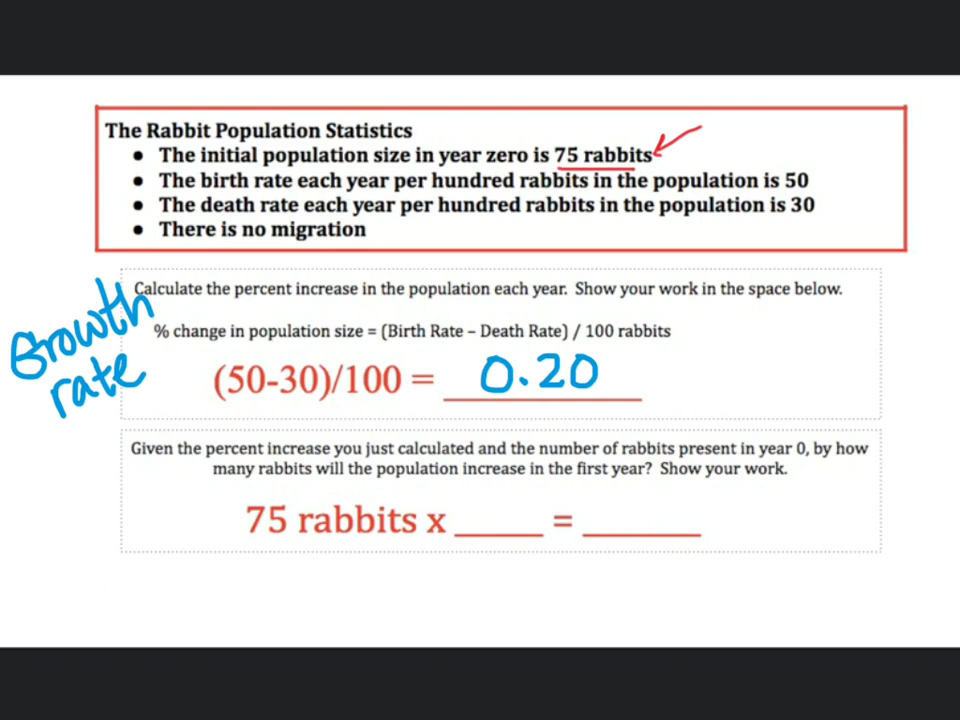 The Rabbit Population Statistics
• The initial population size in year zero is 75 rabbits
• The birth rate each year per hundred rabbits in the population is 50
• The death rate each year per hundred rabbits in the population is 30
• There is no migration
Growth
rate
Calculate the percent increase in the population each year. Show your work in the space below.
% change in population size = (Birth Rate – Death Rate) / 100 rabbits
(50-30)/100 = 0.20
Given the percent increase you just calculated and the number of rabbits present in year 0, by how
many rabbits will the population increase in the first year? Show your work.
75 rabbits x _____ = ______